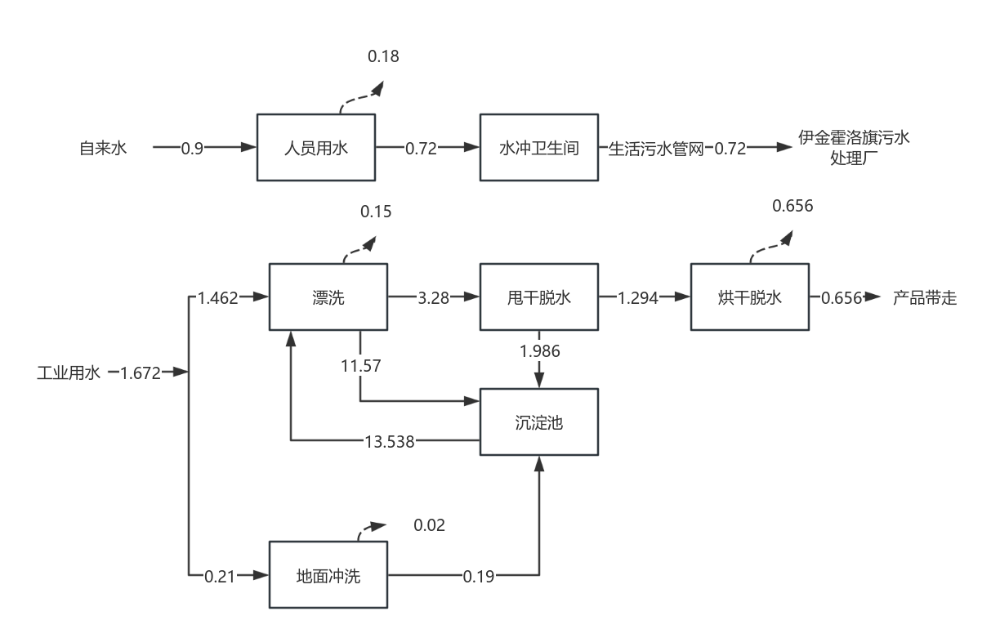 0.18
自来水
0.9
人员用水
0.72
水冲卫生间
生活污水管网
0.72
伊金霍洛旗污水
处理厂
0.15
0.656
1.462
漂洗
3.28
甩干脱水
1.294
烘干脱水
0.656
产品带走
工业用水
1.672
11.57
1.986
沉淀池
13.538
0.02
0.21
地面冲洗
0.19